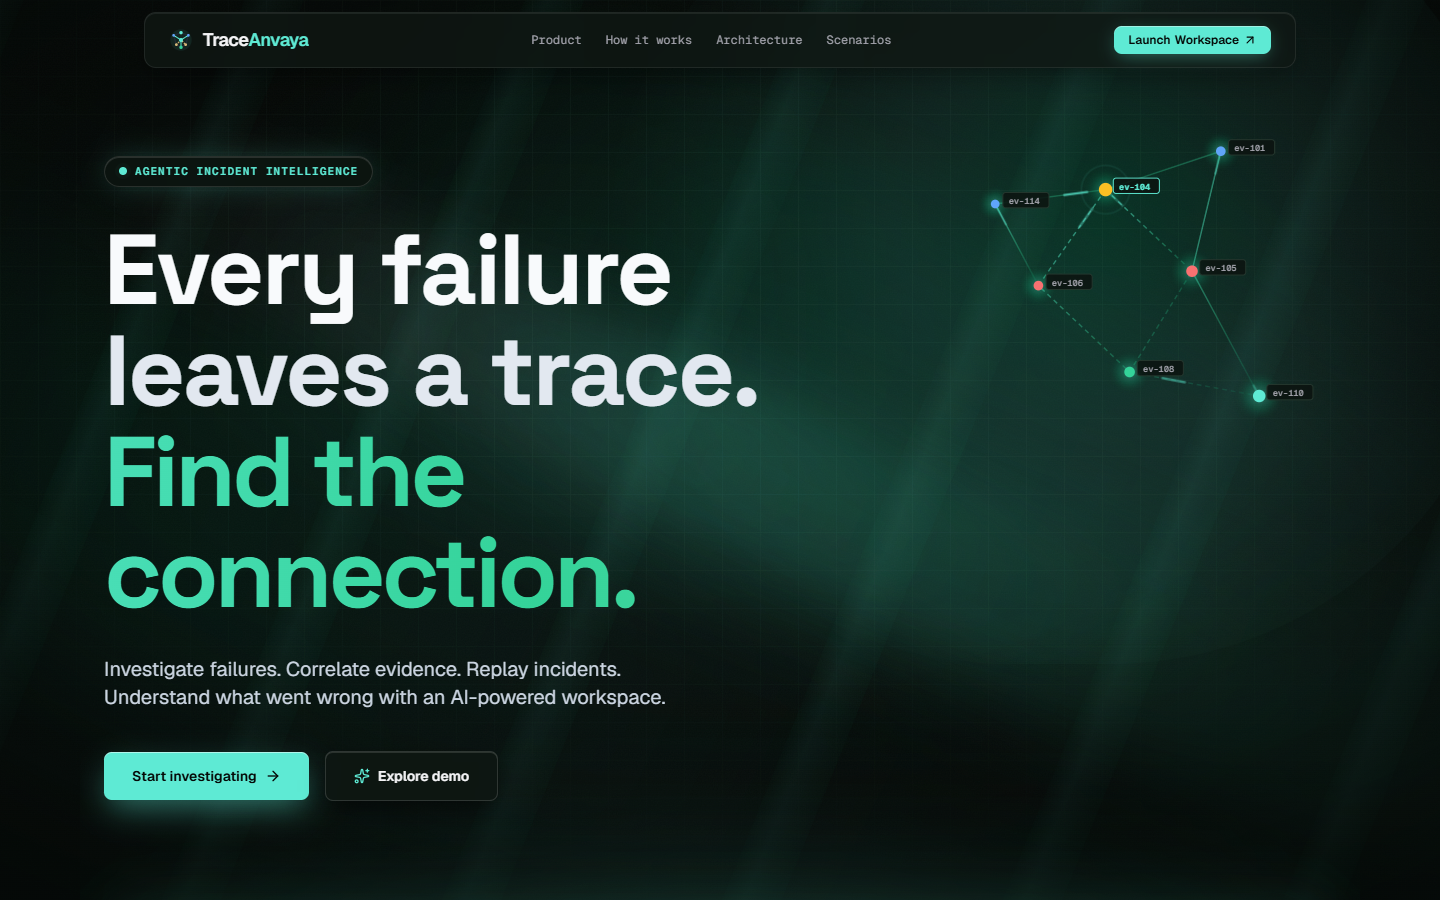 TraceAnvaya
Product
How it works
Architecture
Scenarios
Launch Workspace
AGENTIC INCIDENT INTELLIGENCE
Every failure
leaves a trace.
Find the
connection.
Investigate failures. Correlate evidence. Replay incidents.
Understand what went wrong with an AI-powered workspace.
Start investigating
Explore demo
ev-101
ev-104
ev-114
ev-105
ev-106
ev-108
ev-110